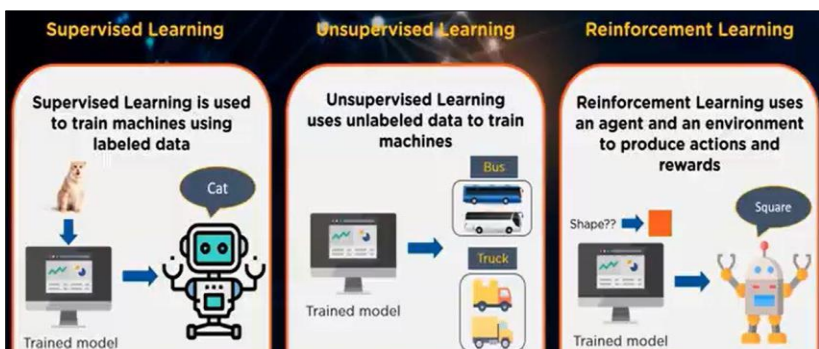 Supervised Learning
Supervised Learning is used
to train machines using
labeled data
Cat
Trained model
Unsupervised Learning
Unsupervised Learning
uses unlabeled data to train
machines
Bus
Truck
Trained model
Reinforcement Learning
Reinforcement Learning uses
an agent and an environment
to produce actions and
rewards
Shape??
Square
Trained model